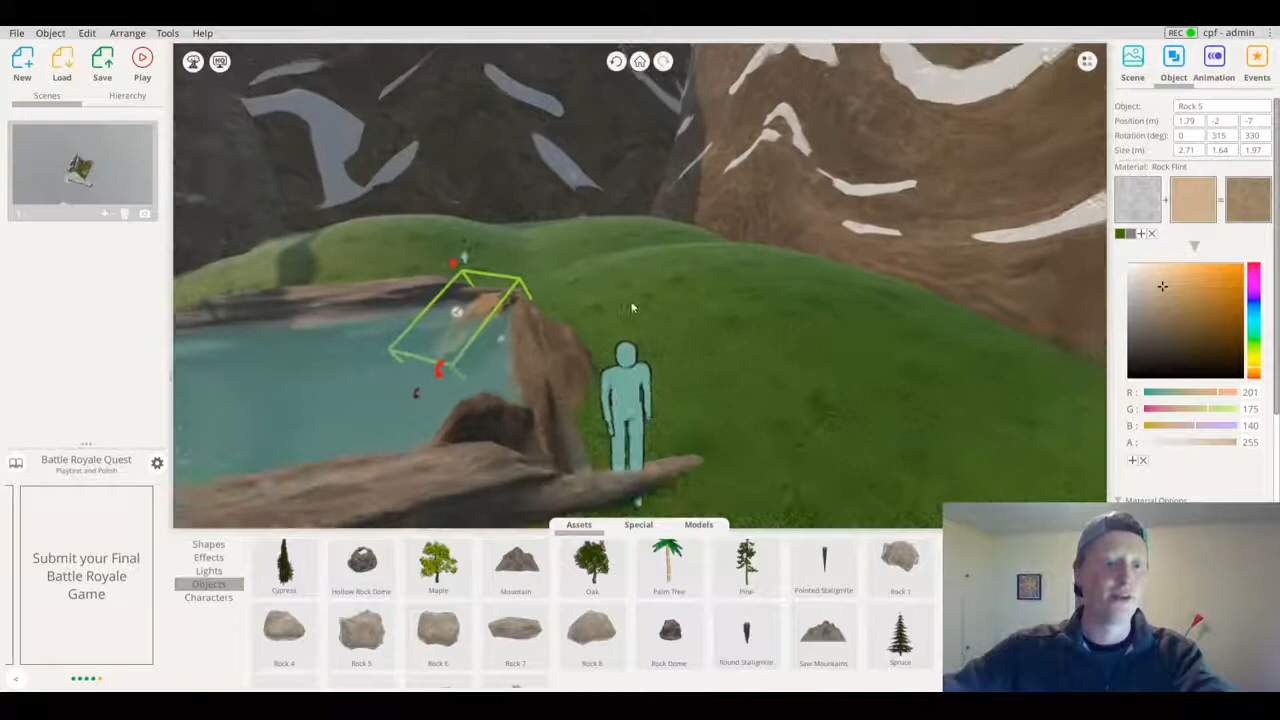 File Object Edit Arrange Tools Help
REC cpf - admin
New Load Save Play
HQ
Scene Object Animation Events
Scenes Hierarchy
Object: Rock 5
Position (m) 1.79 -2 -7
Rotation (deg): 0 315 330
Size (m) 2.71 1.64 1.97
Material: Rock Flint
+ =
1
R : 201
G : 175
B : 140
A : 255
Material Options
Battle Royale Quest
Playtest and Polish
Submit your Final
Battle Royale
Game
Assets Special Models
Shapes
Effects
Lights
Objects
Characters
Cypress Hollow Rock Dome Maple Mountain Oak Palm Tree Pine Pointed Stalignite Rock 1
Rock 4 Rock 5 Rock 6 Rock 7 Rock 8 Rock Dome Round Stalignite Saw Mountains Spruce